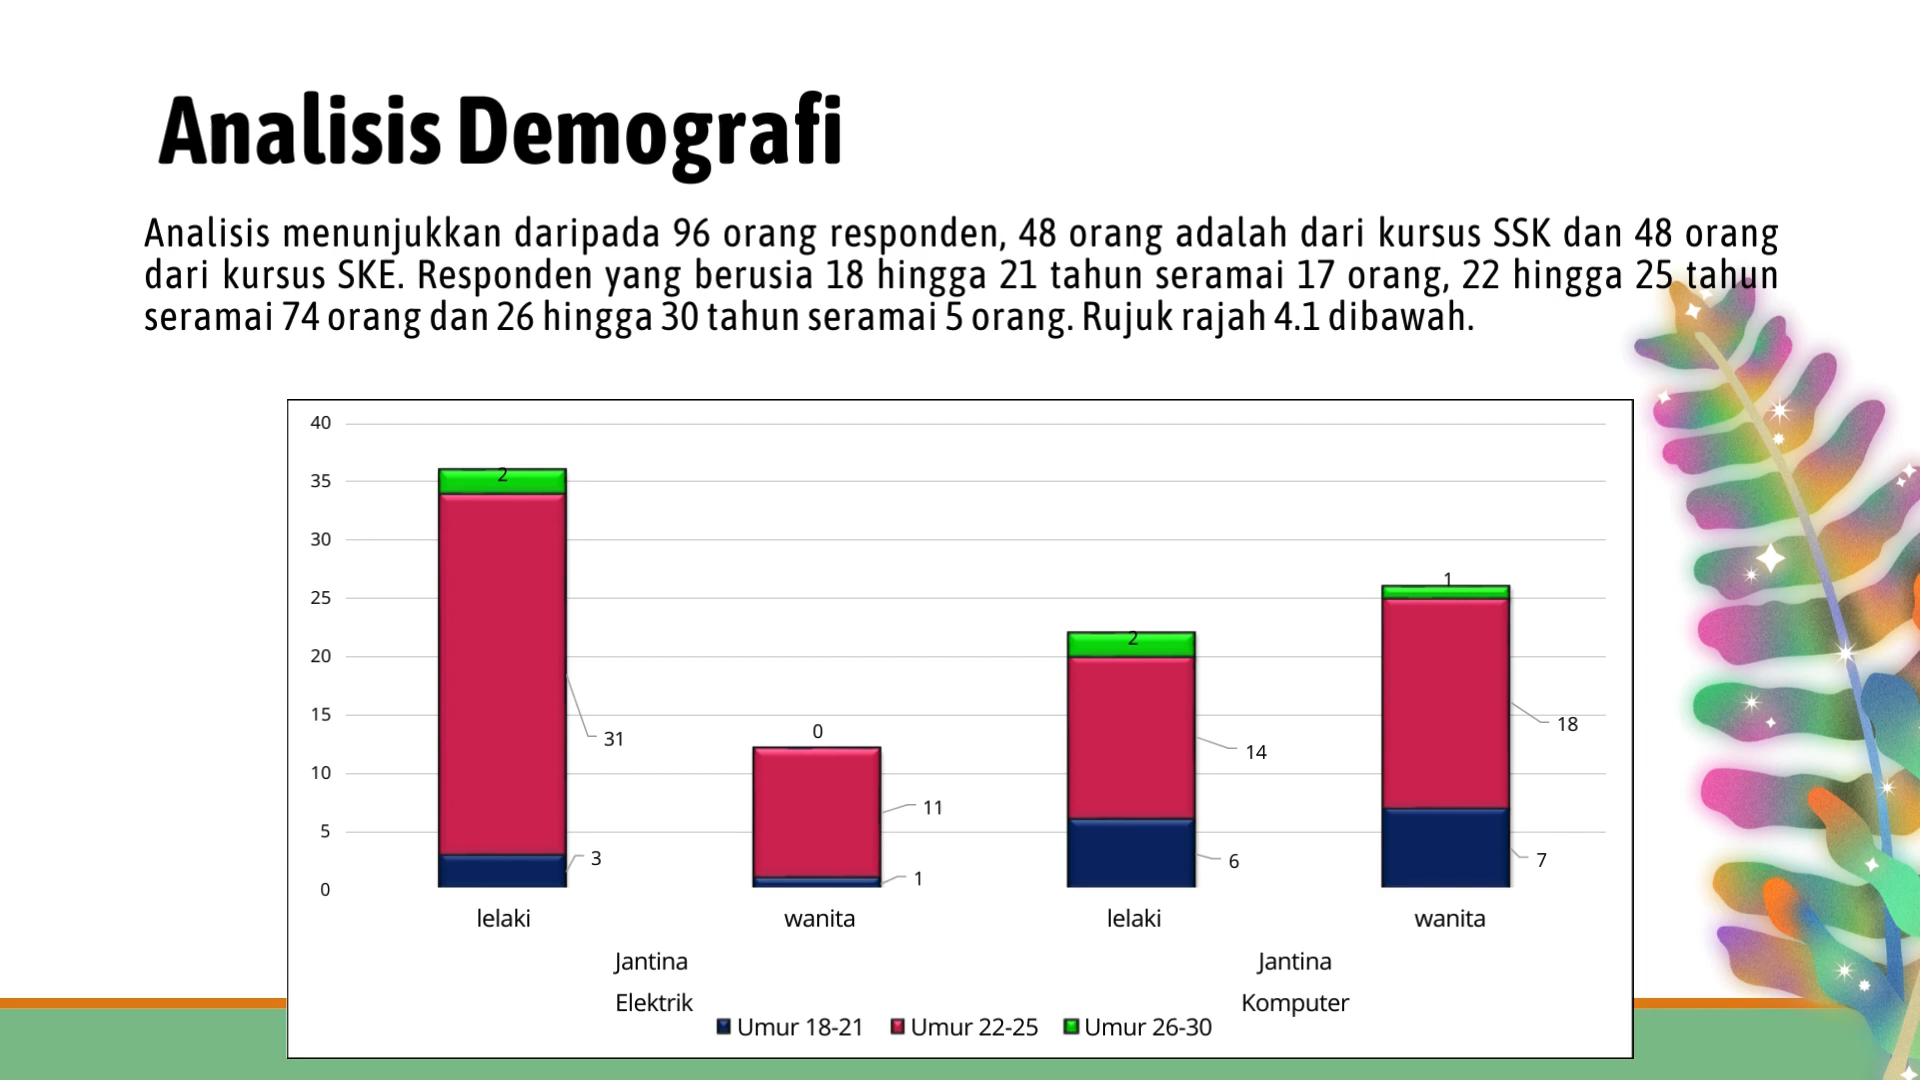 Analisis Demografi
Analisis menunjukkan daripada 96 orang responden, 48 orang adalah dari kursus SSK dan 48 orang
dari kursus SKE. Responden yang berusia 18 hingga 21 tahun seramai 17 orang, 22 hingga 25 tahun
seramai 74 orang dan 26 hingga 30 tahun seramai 5 orang. Rujuk rajah 4.1 dibawah.
40
35
30
25
20
15
10
5
0
2
31
3
0
11
1
2
14
6
1
18
7
lelaki wanita lelaki wanita
Jantina Jantina
Elektrik Komputer
Umur 18-21 Umur 22-25 Umur 26-30